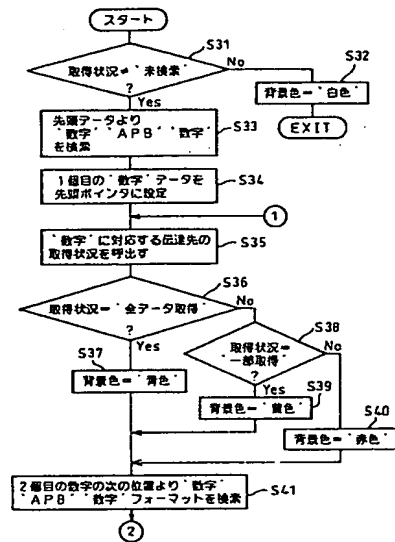 スタート
S31
取得状況≠"未検索"
?
No
Yes
S32
背景色="白色"
EXIT
先頭データより
"数字" "APB" "数字"
を検索
S33
1個目の"数字"データを
先頭ポインタに設定
S34
1
"数字"に対応する伝達先の
取得状況を呼出す
S35
S36
取得状況="全データ取得"
?
No
Yes
S37
背景色="青色"
S38
取得状況=
"一部取得"
?
No
Yes
S39
背景色="黄色"
S40
背景色="赤色"
2個目の数字の次の位置より"数字"
"APB" "数字"フォーマットを検索
S41
2